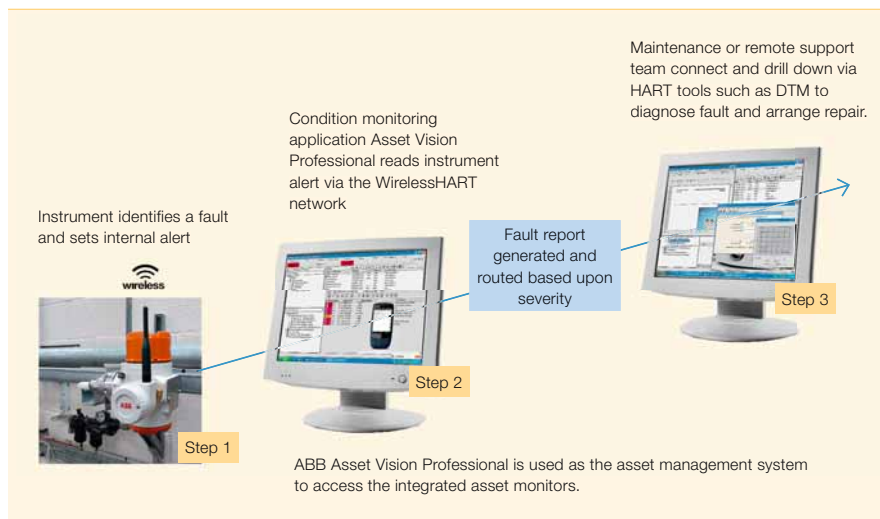 Maintenance or remote support
team connect and drill down via
HART tools such as DTM to
diagnose fault and arrange repair.
Condition monitoring
application Asset Vision
Professional reads instrument
alert via the WirelessHART
network
Instrument identifies a fault
and sets internal alert
wireless
ABB
Step 1
Step 2
Fault report
generated and
routed based upon
severity
Step 3
ABB Asset Vision Professional is used as the asset management system
to access the integrated asset monitors.